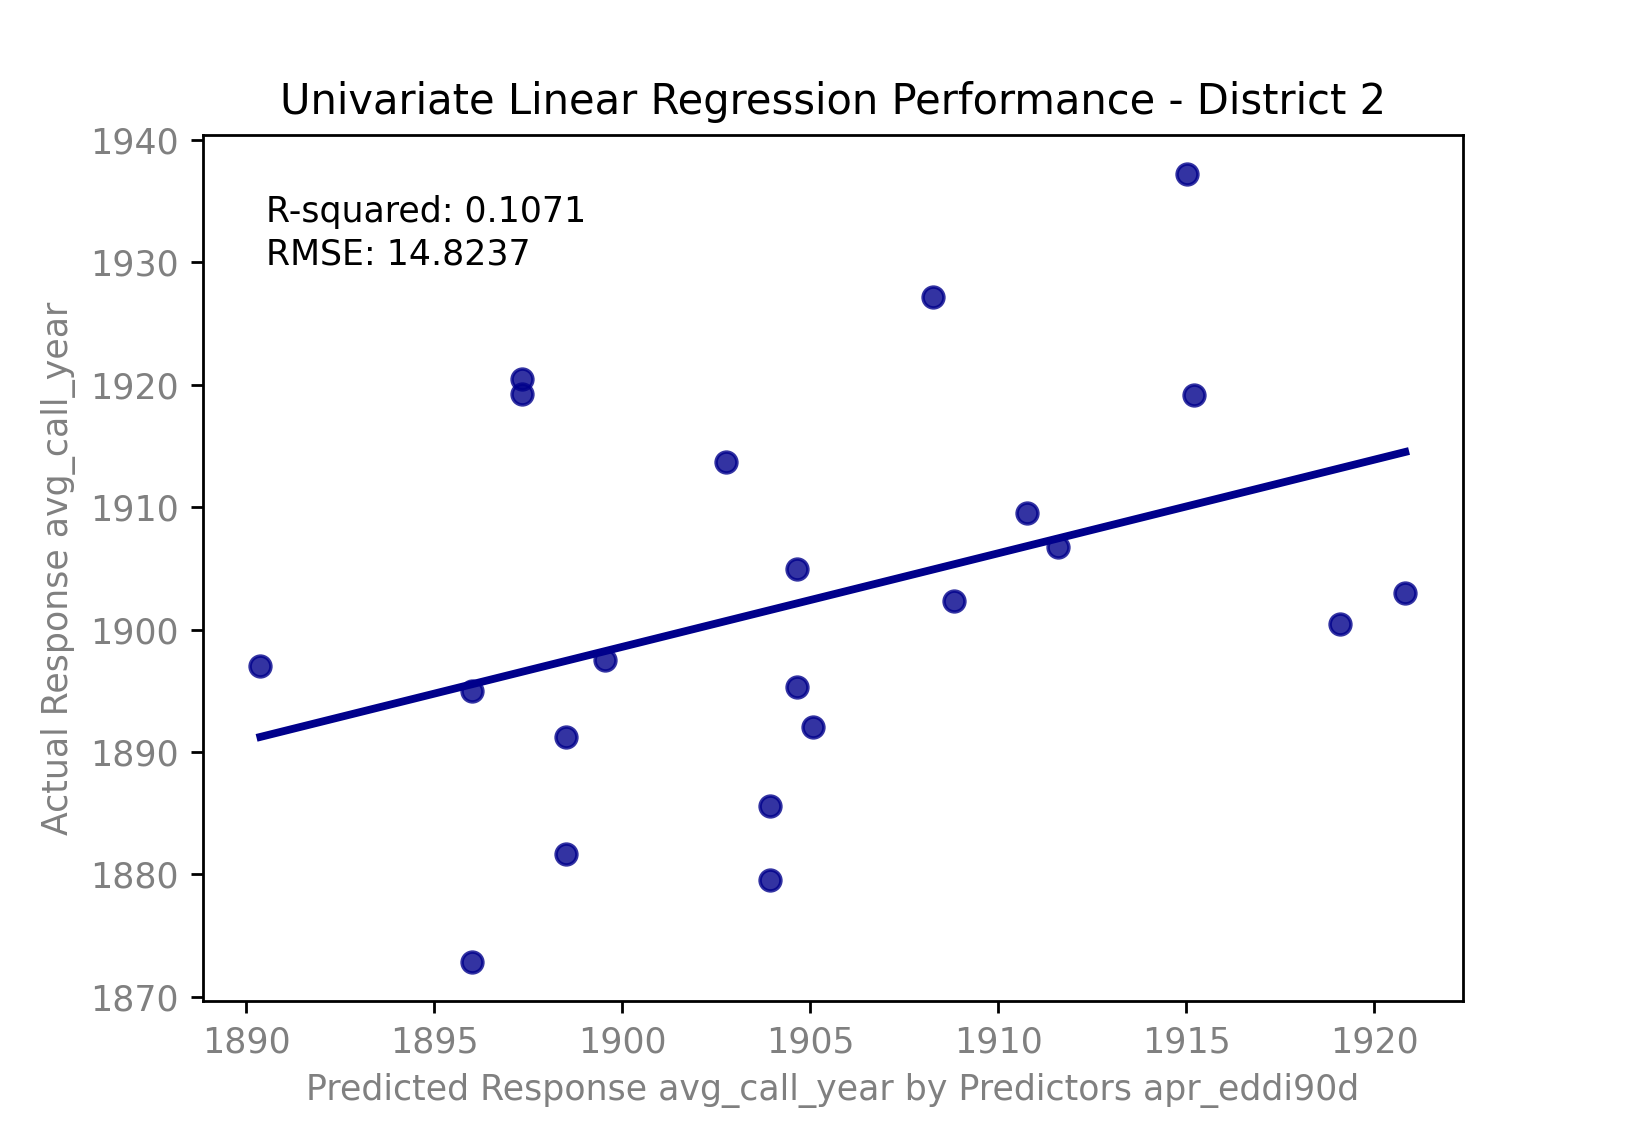 Univariate Linear Regression Performance - District 2
1940
1930
1920
1910
1900
1890
1880
1870
Actual Response avg_call_year
R-squared: 0.1071
RMSE: 14.8237
1890 1895 1900 1905 1910 1915 1920
Predicted Response avg_call_year by Predictors apr_eddi90d